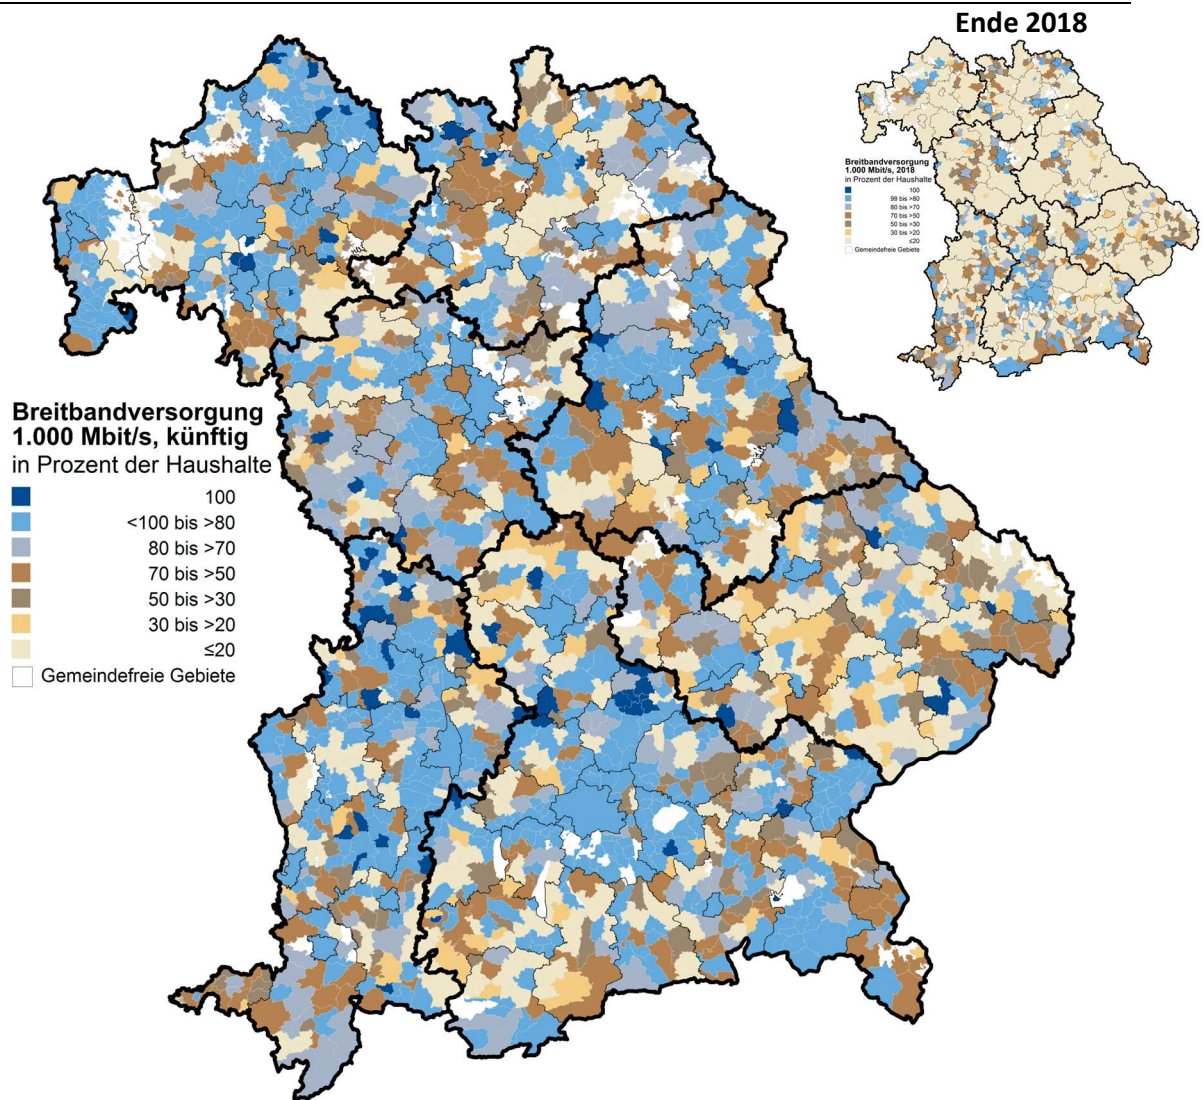 Ende 2018
Breitbandversorgung
1.000 Mbit/s, 2018
in Prozent der Haushalte
100
99 bis >80
80 bis >70
70 bis >50
50 bis >30
30 bis >20
≤20
Gemeindefreie Gebiete
Breitbandversorgung
1.000 Mbit/s, künftig
in Prozent der Haushalte
100
<100 bis >80
80 bis >70
70 bis >50
50 bis >30
30 bis >20
≤20
Gemeindefreie Gebiete